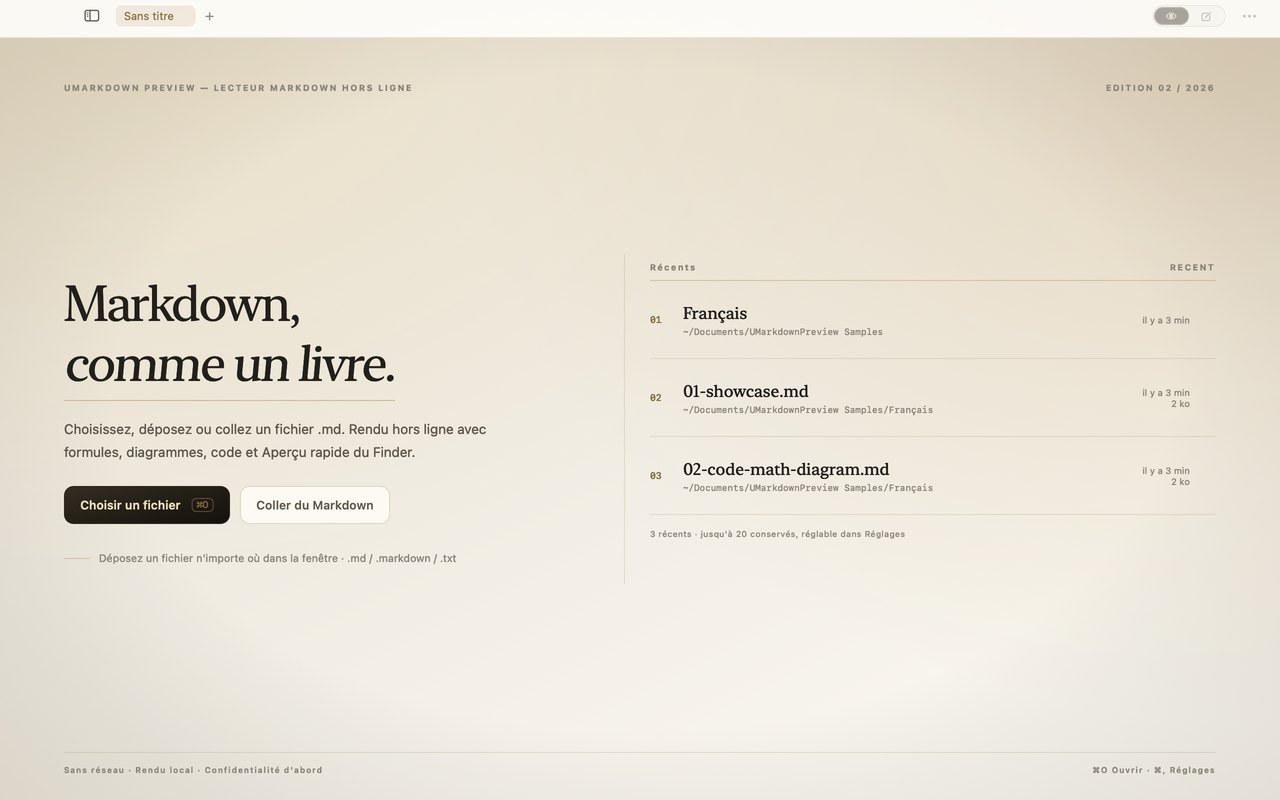 Sans titre
UMARKDOWN PREVIEW — LECTEUR MARKDOWN HORS LIGNE
EDITION 02 / 2026
Markdown,
comme un livre.
Choisissez, déposez ou collez un fichier .md. Rendu hors ligne avec
formules, diagrammes, code et Aperçu rapide du Finder.
Choisir un fichier ⌘O
Coller du Markdown
Déposez un fichier n'importe où dans la fenêtre · .md / .markdown / .txt
Récents
RECENT
01
Français
~/Documents/UMarkdownPreview Samples
il y a 3 min
02
01-showcase.md
~/Documents/UMarkdownPreview Samples/Français
il y a 3 min
2 ko
03
02-code-math-diagram.md
~/Documents/UMarkdownPreview Samples/Français
il y a 3 min
2 ko
3 récents · jusqu'à 20 conservés, réglable dans Réglages
Sans réseau · Rendu local · Confidentialité d'abord
⌘O Ouvrir · ⌘, Réglages